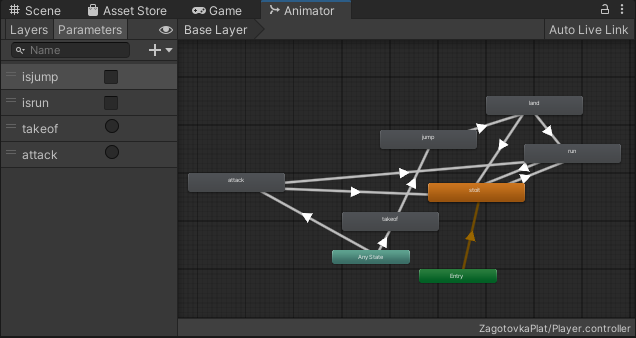 Scene Asset Store Game Animator
Layers Parameters Base Layer Auto Live Link
Name
isjump
isrun
takeof
attack
land
jump
run
attack
takeof
Any State
Entry
ZagotovkaPlat/Player.controller